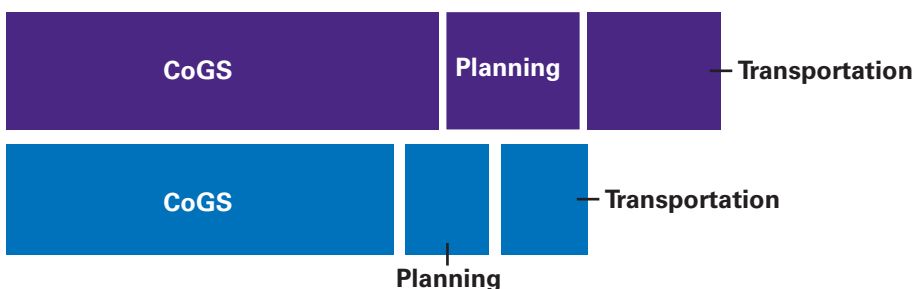 CoGS
Planning
Transportation
CoGS
Transportation
Planning